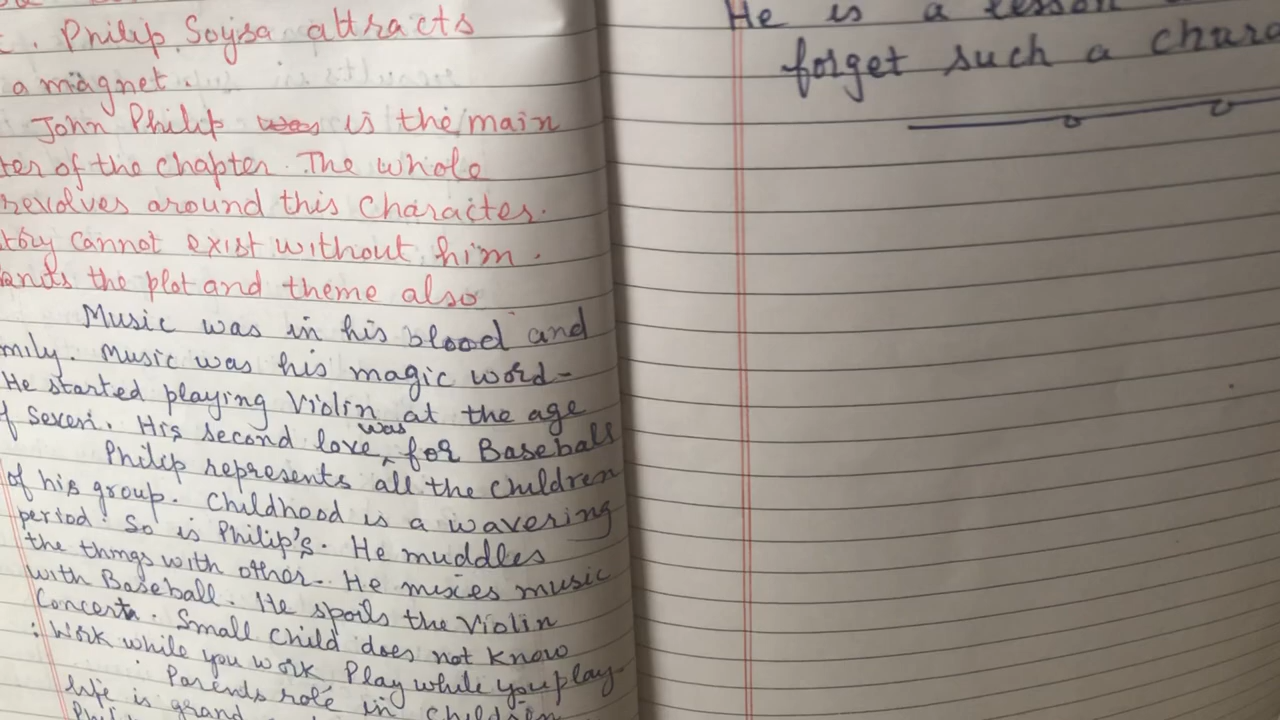 . Philip Soyisa attracts
a magnet.
John Philip was is the main
ter of the chapter. The whole
revolves around this character.
tory cannot exist without him.
the plot and theme also
Music was in his blood and
mily. Music was his magic word-
He started playing Violin at the age
f seven. His second love was for Baseball
Philip represents all the children
of his group. Childhood is a wavering
period. So is Philip's. He muddles
the things with other. He mixies music
with Baseball. He spoils the Violin
Concert. Small child does not know
: Work while you work Play while you play-
Parents role in children
life is grand
He is a lesson
forget such a chara